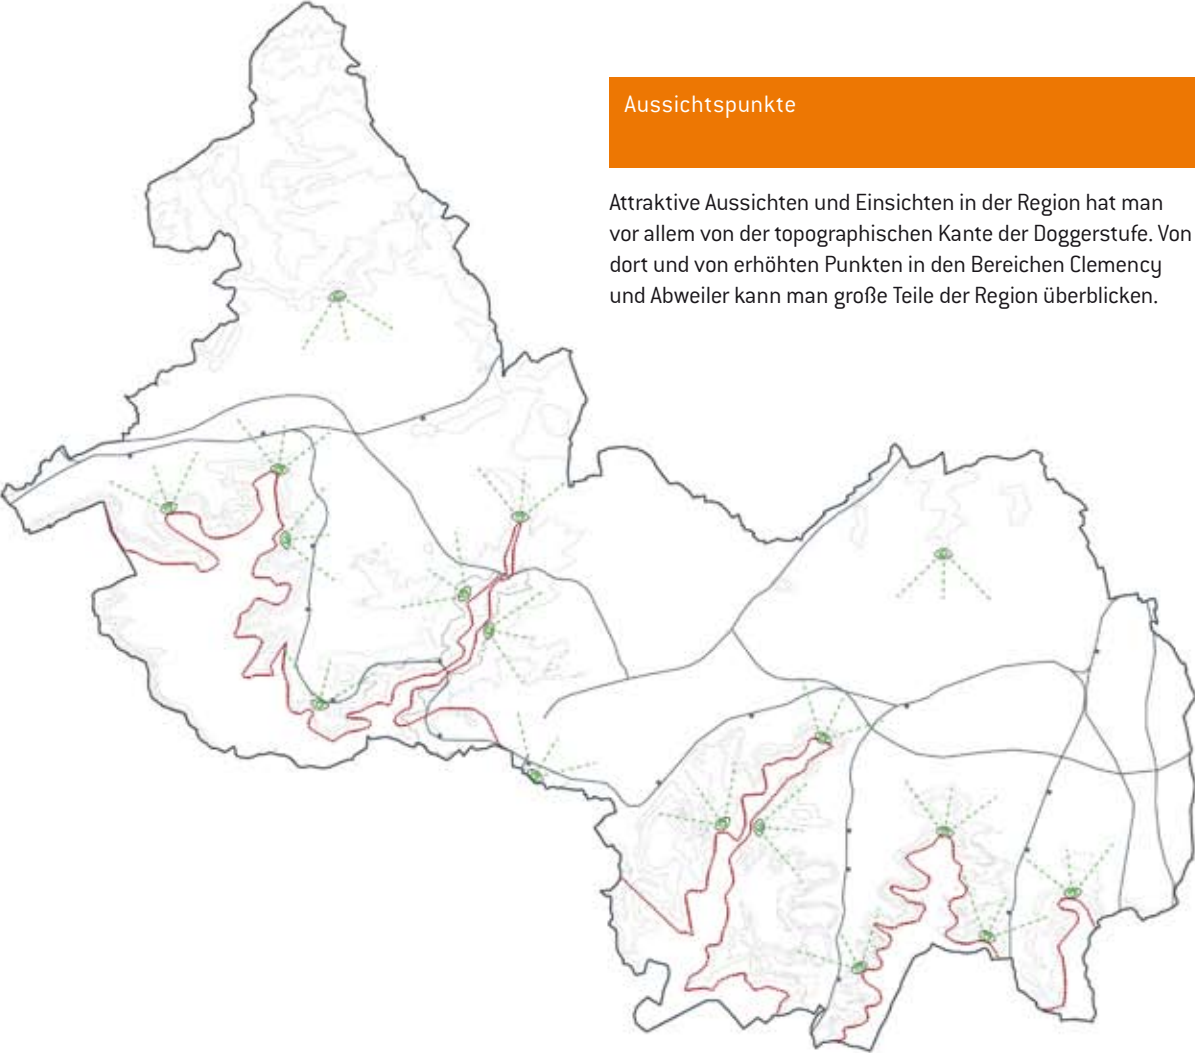 Aussichtspunkte
Attraktive Aussichten und Einsichten in der Region hat man
vor allem von der topographischen Kante der Doggerstufe. Von
dort und von erhöhten Punkten in den Bereichen Clemency
und Abweiler kann man große Teile der Region überblicken.